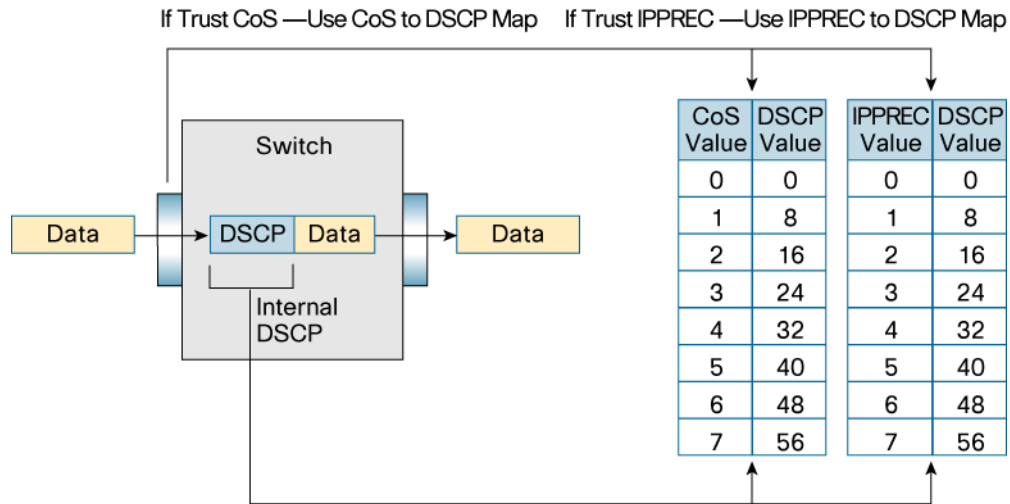 If Trust CoS —Use CoS to DSCP Map If Trust IPPREC —Use IPPREC to DSCP Map
Switch
Data
DSCP Data
Data
Internal
DSCP
CoS Value DSCP Value
0 0
1 8
2 16
3 24
4 32
5 40
6 48
7 56
IPPREC Value DSCP Value
0 0
1 8
2 16
3 24
4 32
5 40
6 48
7 56